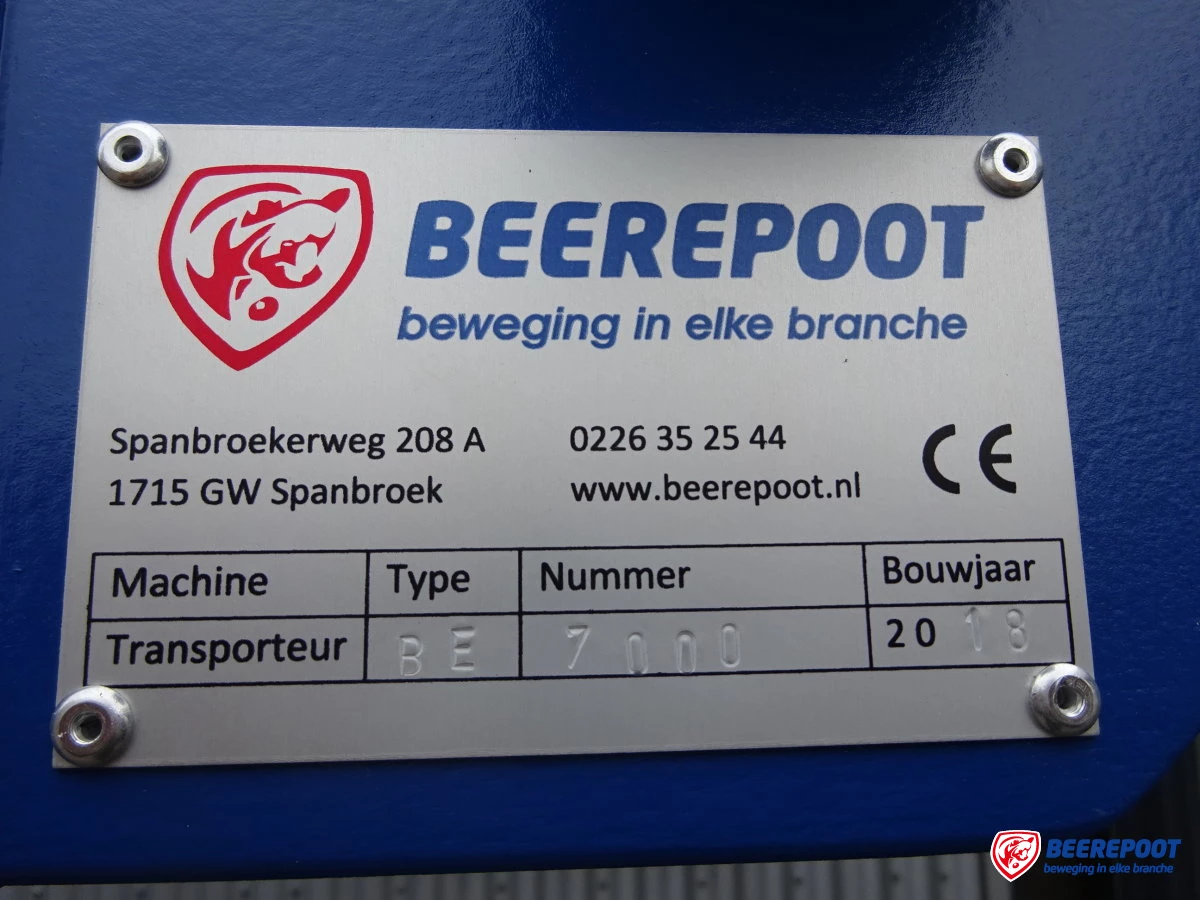 BEEREPOOT
beweging in elke branche
Spanbroekerweg 208 A 0226 35 25 44
1715 GW Spanbroek www.beerepoot.nl
CE
Machine Type Nummer Bouwjaar
Transporteur BE 7000 2018
BEEREPOOT
beweging in elke branche